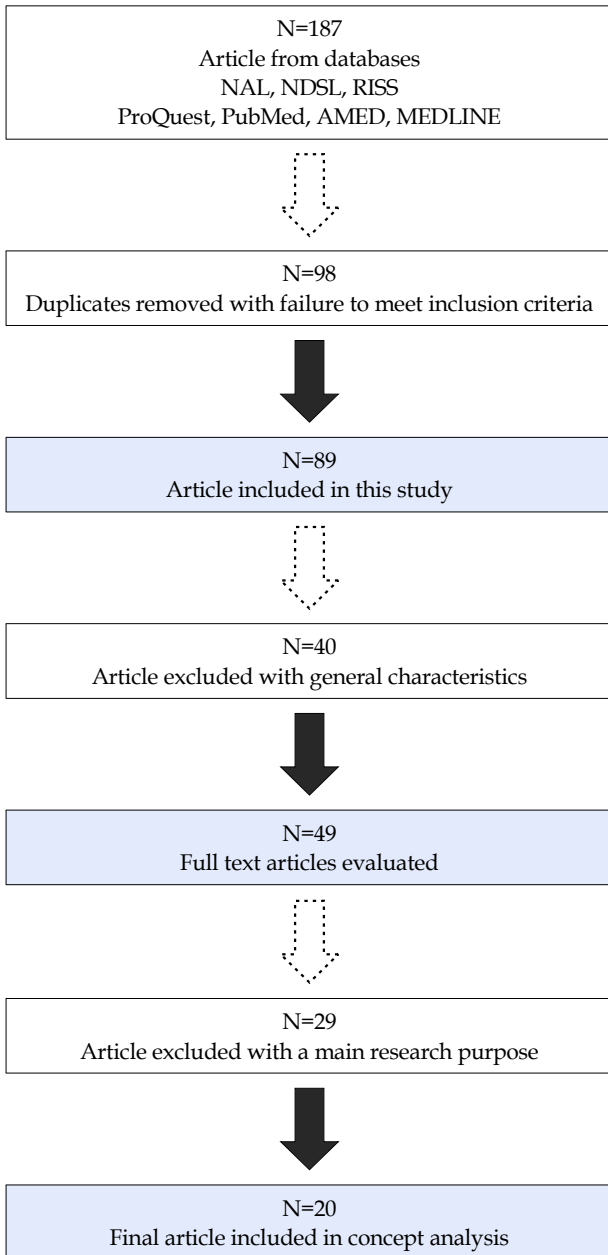 N=187
Article from databases
NAL, NDSL, RISS
ProQuest, PubMed, AMED, MEDLINE
N=98
Duplicates removed with failure to meet inclusion criteria
N=89
Article included in this study
N=40
Article excluded with general characteristics
N=49
Full text articles evaluated
N=29
Article excluded with a main research purpose
N=20
Final article included in concept analysis